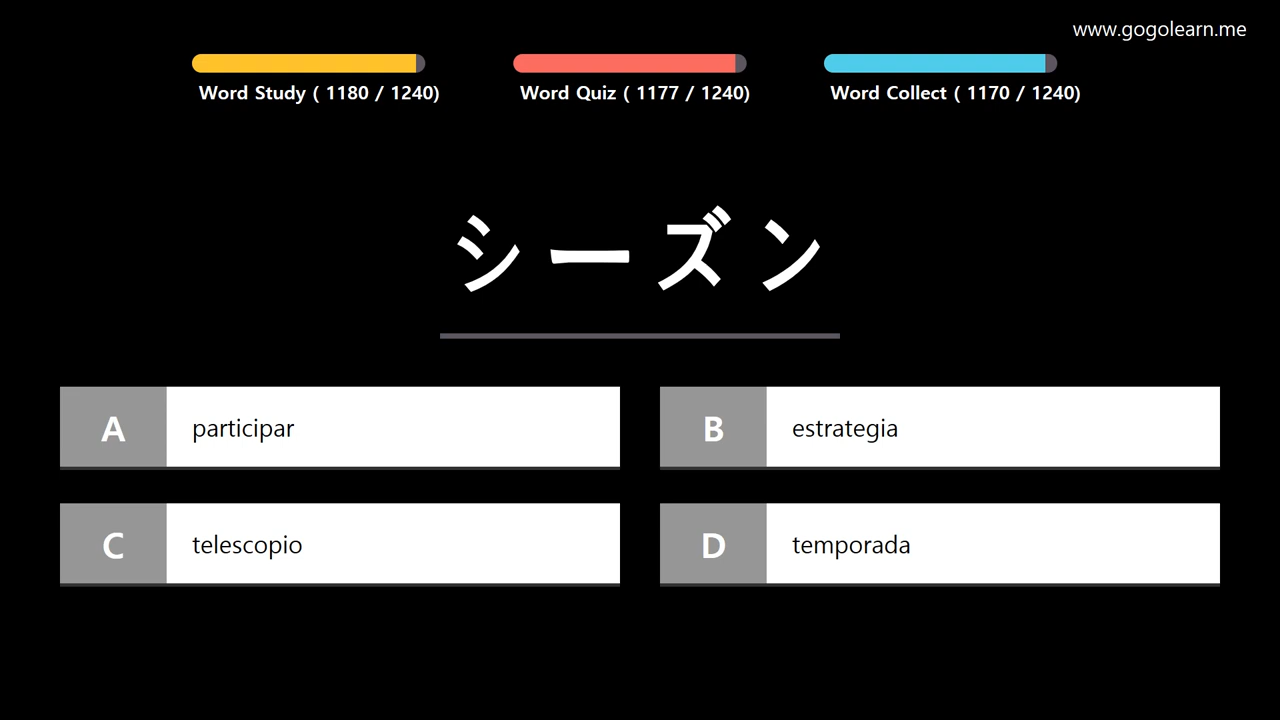 www.gogolearn.me
Word Study ( 1180 / 1240)
Word Quiz ( 1177 / 1240)
Word Collect ( 1170 / 1240)
シーズン
A participar
B estrategia
C telescopio
D temporada